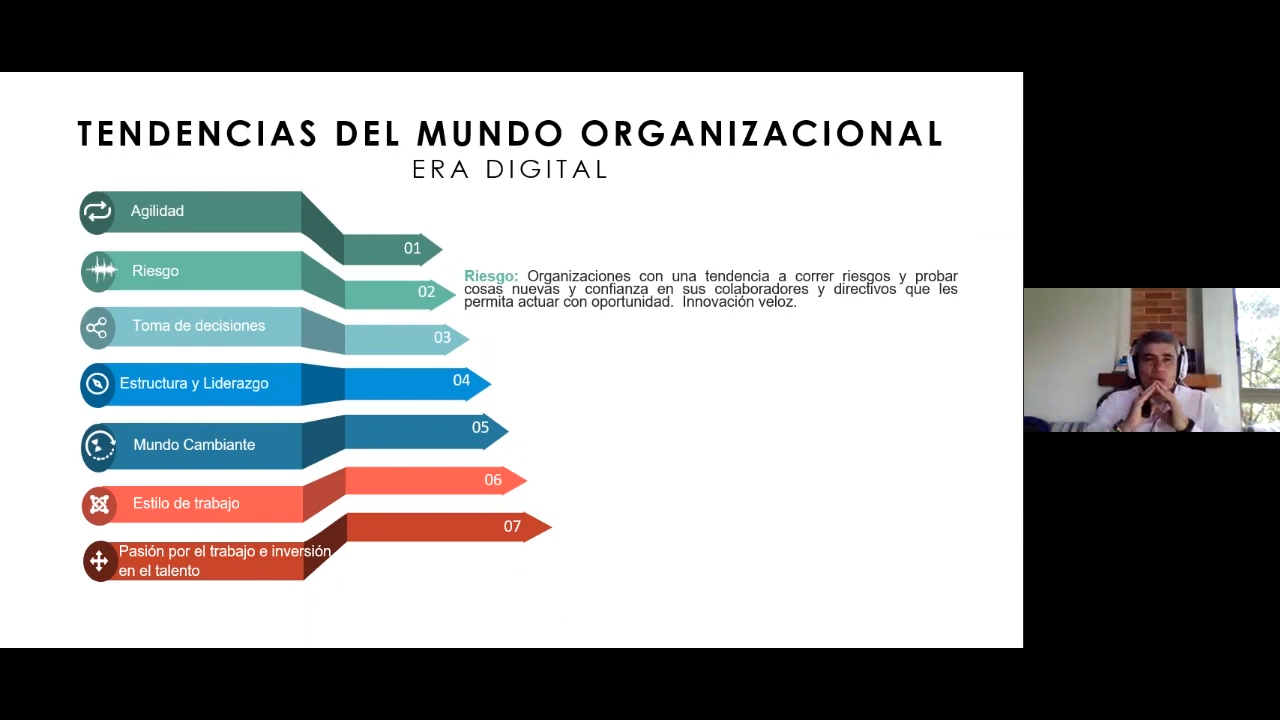 TENDENCIAS DEL MUNDO ORGANIZACIONAL
ERA DIGITAL
Agilidad
01
Riesgo
02
Riesgo: Organizaciones con una tendencia a correr riesgos y probar
cosas nuevas y confianza en sus colaboradores y directivos que les
permita actuar con oportunidad. Innovación veloz.
Toma de decisiones
03
Estructura y Liderazgo
04
Mundo Cambiante
05
Estilo de trabajo
06
Pasión por el trabajo e inversión
en el talento
07